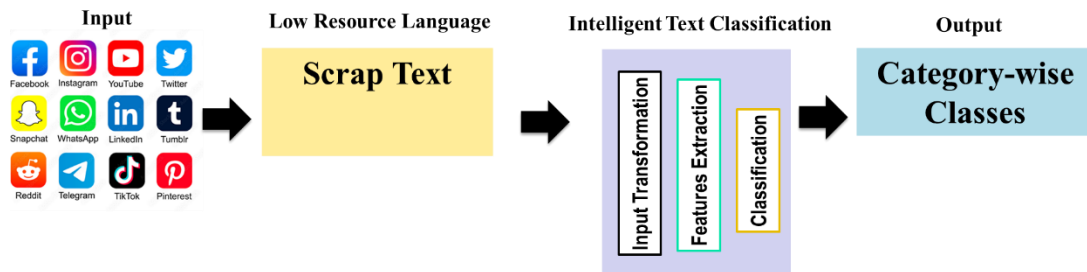 Input
Low Resource Language
Intelligent Text Classification
Output
Facebook Instagram YouTube Twitter
Snapchat WhatsApp LinkedIn Tumblr
Reddit Telegram TikTok Pinterest
Scrap Text
Input Transformation
Features Extraction
Classification
Category-wise
Classes